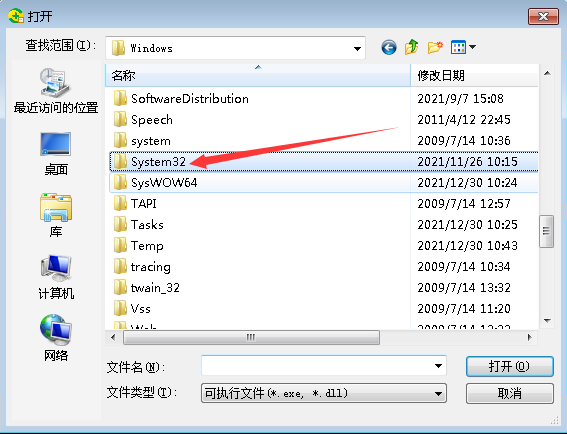 打开
查找范围(I):
Windows
最近访问的位置
桌面
库
计算机
网络
名称 修改日期
SoftwareDistribution 2021/9/7 15:08
Speech 2011/4/12 22:45
system 2009/7/14 10:36
System32 2021/11/26 10:15
SysWOW64 2021/12/30 10:24
TAPI 2009/7/14 12:57
Tasks 2021/12/30 10:25
Temp 2021/12/30 10:43
tracing 2009/7/14 10:34
twain_32 2009/7/14 13:32
Vss 2009/7/14 11:20
文件名(N):
打开(O)
文件类型(T):
可执行文件(*.exe, *.dll)
取消